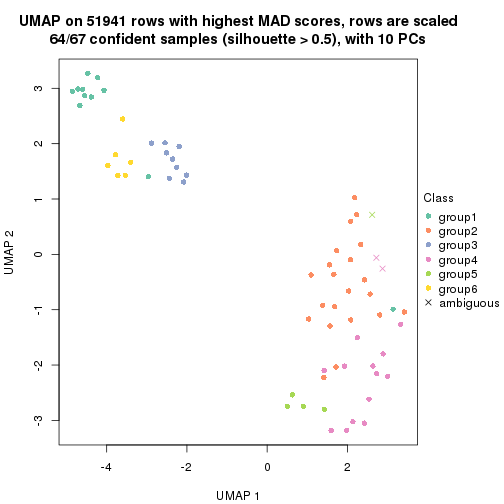 UMAP on 51941 rows with highest MAD scores, rows are scaled
64/67 confident samples (silhouette > 0.5), with 10 PCs
3
2
1
0
-1
-2
-3
UMAP 2
-4
-2
0
2
UMAP 1
Class
group1
group2
group3
group4
group5
group6
ambiguous